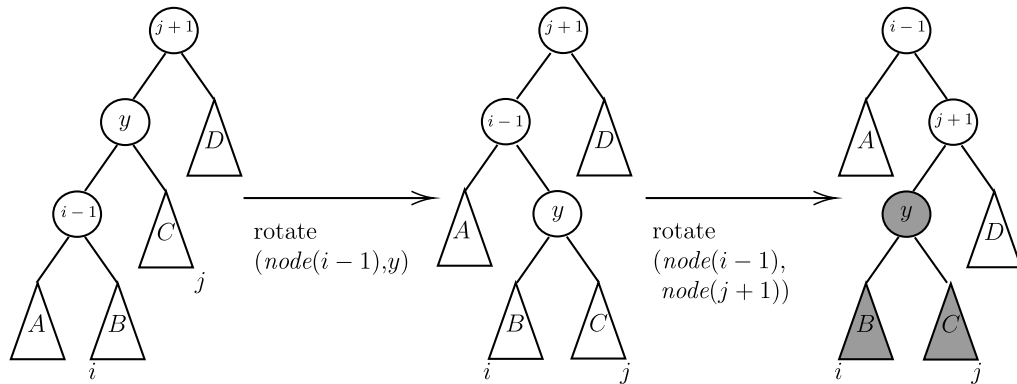 j + 1
y
D
i − 1
C
j
A
B
i
rotate
(node(i − 1),y)
j + 1
i − 1
D
A
y
B
C
i
j
rotate
(node(i − 1),
node(j + 1))
i − 1
A
j + 1
y
D
B
C
i
j